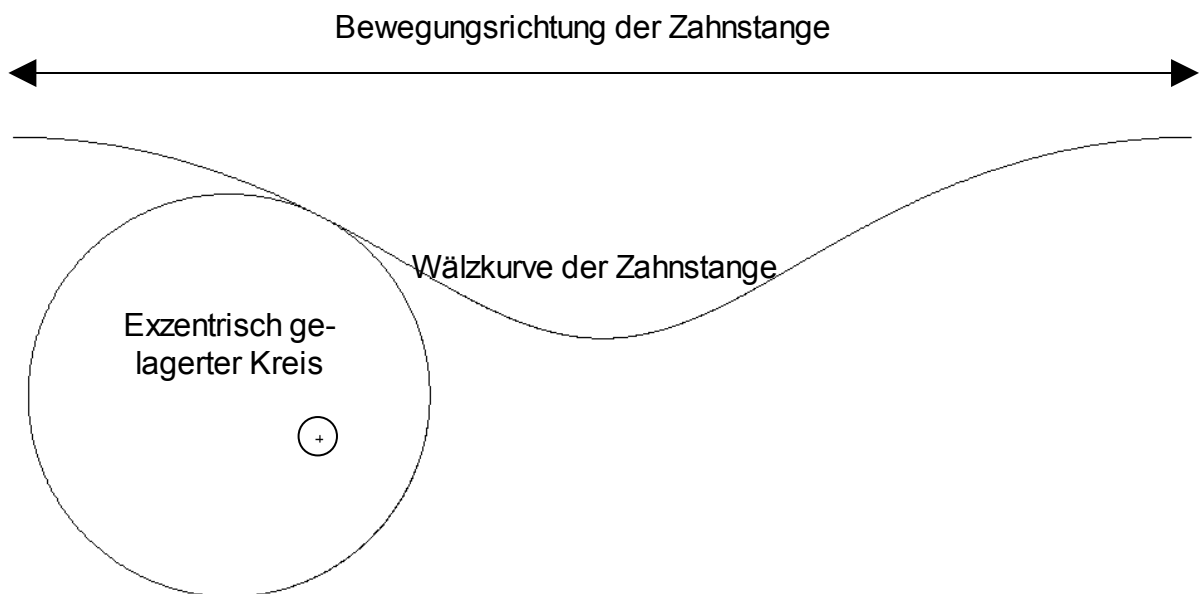 Bewegungsrichtung der Zahnstange
Wälzkurve der Zahnstange
Exzentrisch ge-
lagerter Kreis